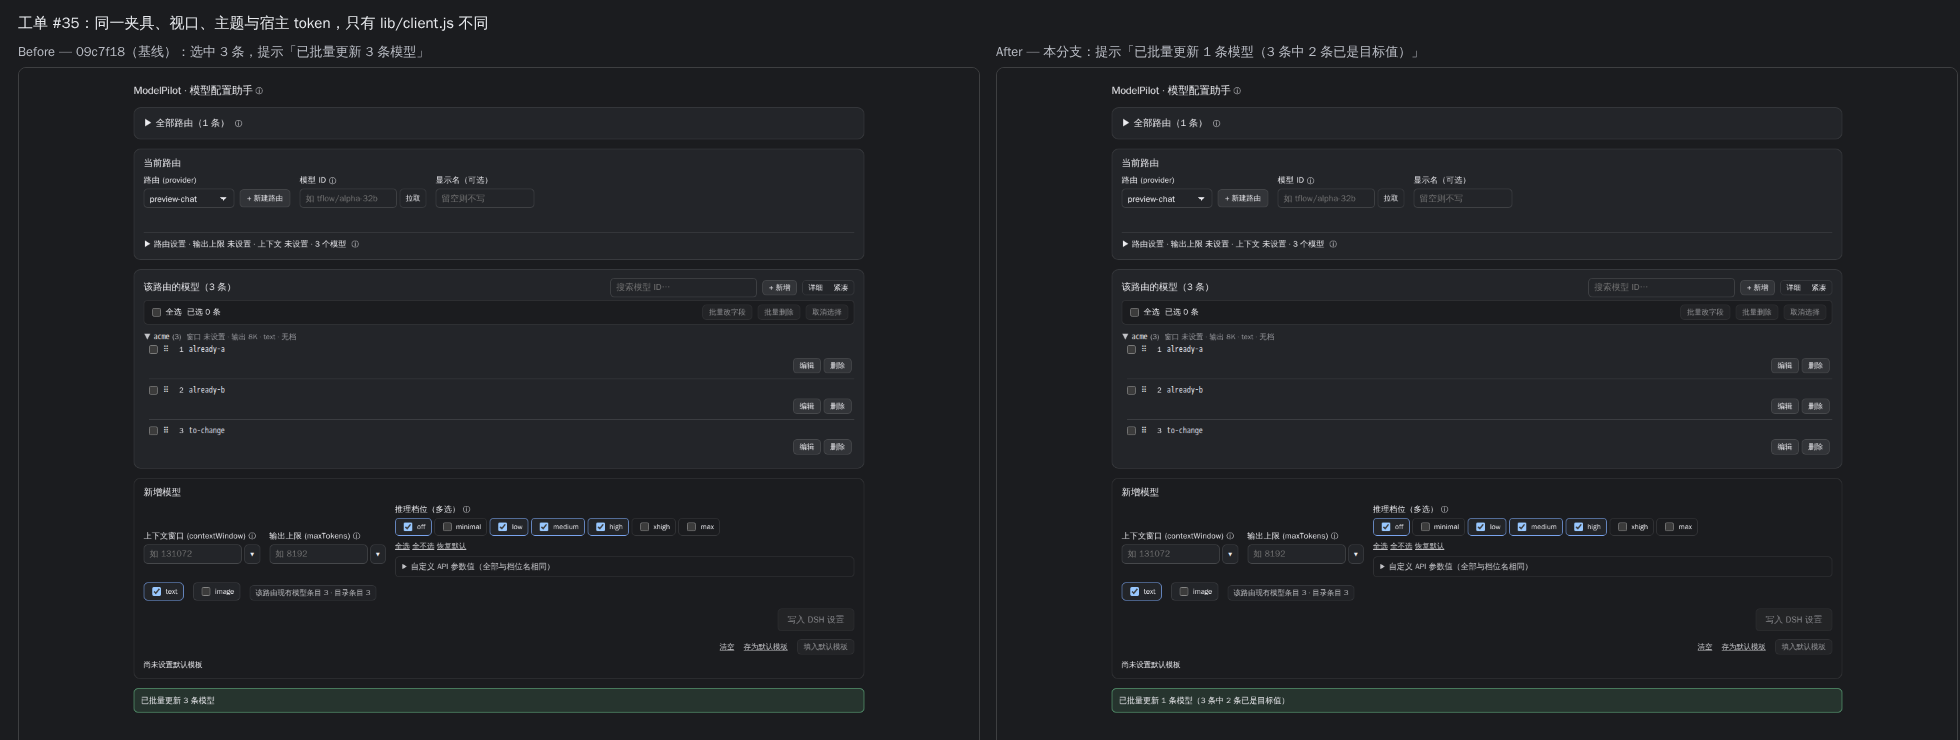 工单 #35：同一夹具、视口、主题与宿主 token，只有 lib/client.js 不同
Before — 09c7f18（基线）：选中 3 条，提示「已批量更新 3 条模型」
ModelPilot · 模型配置助手 ⓘ
▶ 全部路由（1 条） ⓘ
当前路由
路由 (provider) 模型 ID ⓘ 显示名（可选）
preview-chat + 新建路由 如 tflow/alpha-32b 拉取 留空则不写
▶ 路由设置 · 输出上限 未设置 · 上下文 未设置 · 3 个模型 ⓘ
该路由的模型（3 条） 搜索模型 ID… + 新增 详细 紧凑
全选 已选 0 条 批量改字段 批量删除 取消选择
▼ acme (3) 窗口 未设置 · 输出 8K · text · 无档
1 already-a
编辑 删除
2 already-b
编辑 删除
3 to-change
编辑 删除
新增模型
推理档位（多选） ⓘ
off minimal low medium high xhigh max
上下文窗口 (contextWindow) ⓘ 输出上限 (maxTokens) ⓘ
全选 全不选 恢复默认
如 131072 如 8192
▶ 自定义 API 参数值（全部与档位名相同）
text image 该路由现有模型条目 3 · 目录条目 3
写入 DSH 设置
清空 存为默认模板 填入默认模板
尚未设置默认模板
已批量更新 3 条模型
After — 本分支：提示「已批量更新 1 条模型（3 条中 2 条已是目标值）」
ModelPilot · 模型配置助手 ⓘ
▶ 全部路由（1 条） ⓘ
当前路由
路由 (provider) 模型 ID ⓘ 显示名（可选）
preview-chat + 新建路由 如 tflow/alpha-32b 拉取 留空则不写
▶ 路由设置 · 输出上限 未设置 · 上下文 未设置 · 3 个模型 ⓘ
该路由的模型（3 条） 搜索模型 ID… + 新增 详细 紧凑
全选 已选 0 条 批量改字段 批量删除 取消选择
▼ acme (3) 窗口 未设置 · 输出 8K · text · 无档
1 already-a
编辑 删除
2 already-b
编辑 删除
3 to-change
编辑 删除
新增模型
推理档位（多选） ⓘ
off minimal low medium high xhigh max
上下文窗口 (contextWindow) ⓘ 输出上限 (maxTokens) ⓘ
全选 全不选 恢复默认
如 131072 如 8192
▶ 自定义 API 参数值（全部与档位名相同）
text image 该路由现有模型条目 3 · 目录条目 3
写入 DSH 设置
清空 存为默认模板 填入默认模板
尚未设置默认模板
已批量更新 1 条模型（3 条中 2 条已是目标值）